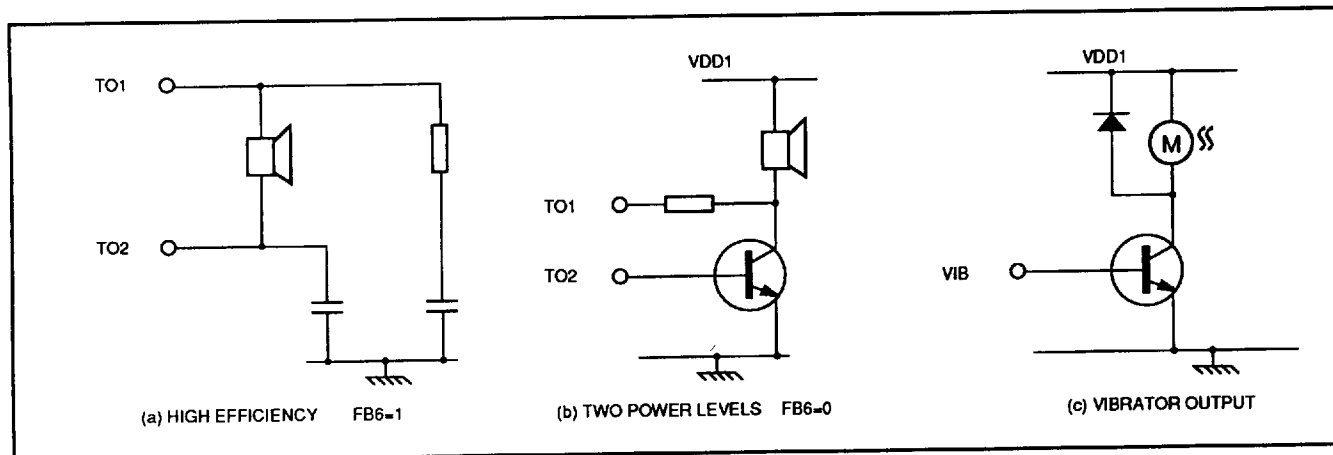 TO1
TO2
(a) HIGH EFFICIENCY FB6=1
VDD1
TO1
TO2
(b) TWO POWER LEVELS FB6=0
VDD1
M
VIB
(c) VIBRATOR OUTPUT